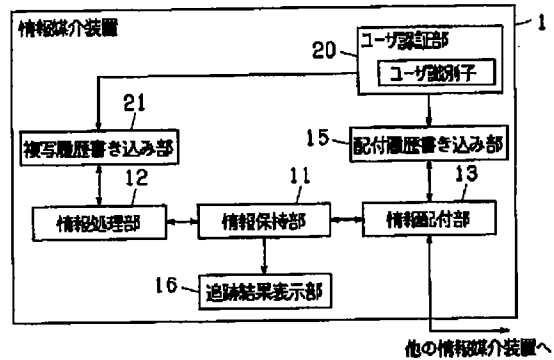 情報媒介装置
1
20
ユーザ認証部
ユーザ識別子
21
複写履歴書き込み部
15
配付履歴書き込み部
12
情報処理部
11
情報保持部
13
情報配付部
16
追跡結果表示部
他の情報媒介装置へ